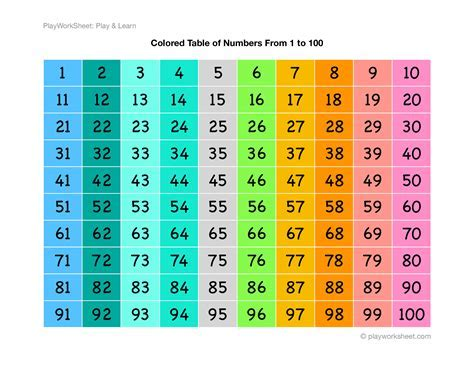 PlayWorkSheet: Play & Learn
Colored Table of Numbers From 1 to 100
1 2 3 4 5 6 7 8 9 10
11 12 13 14 15 16 17 18 19 20
21 22 23 24 25 26 27 28 29 30
31 32 33 34 35 36 37 38 39 40
41 42 43 44 45 46 47 48 49 50
51 52 53 54 55 56 57 58 59 60
61 62 63 64 65 66 67 68 69 70
71 72 73 74 75 76 77 78 79 80
81 82 83 84 85 86 87 88 89 90
91 92 93 94 95 96 97 98 99 100
© playworksheet.com